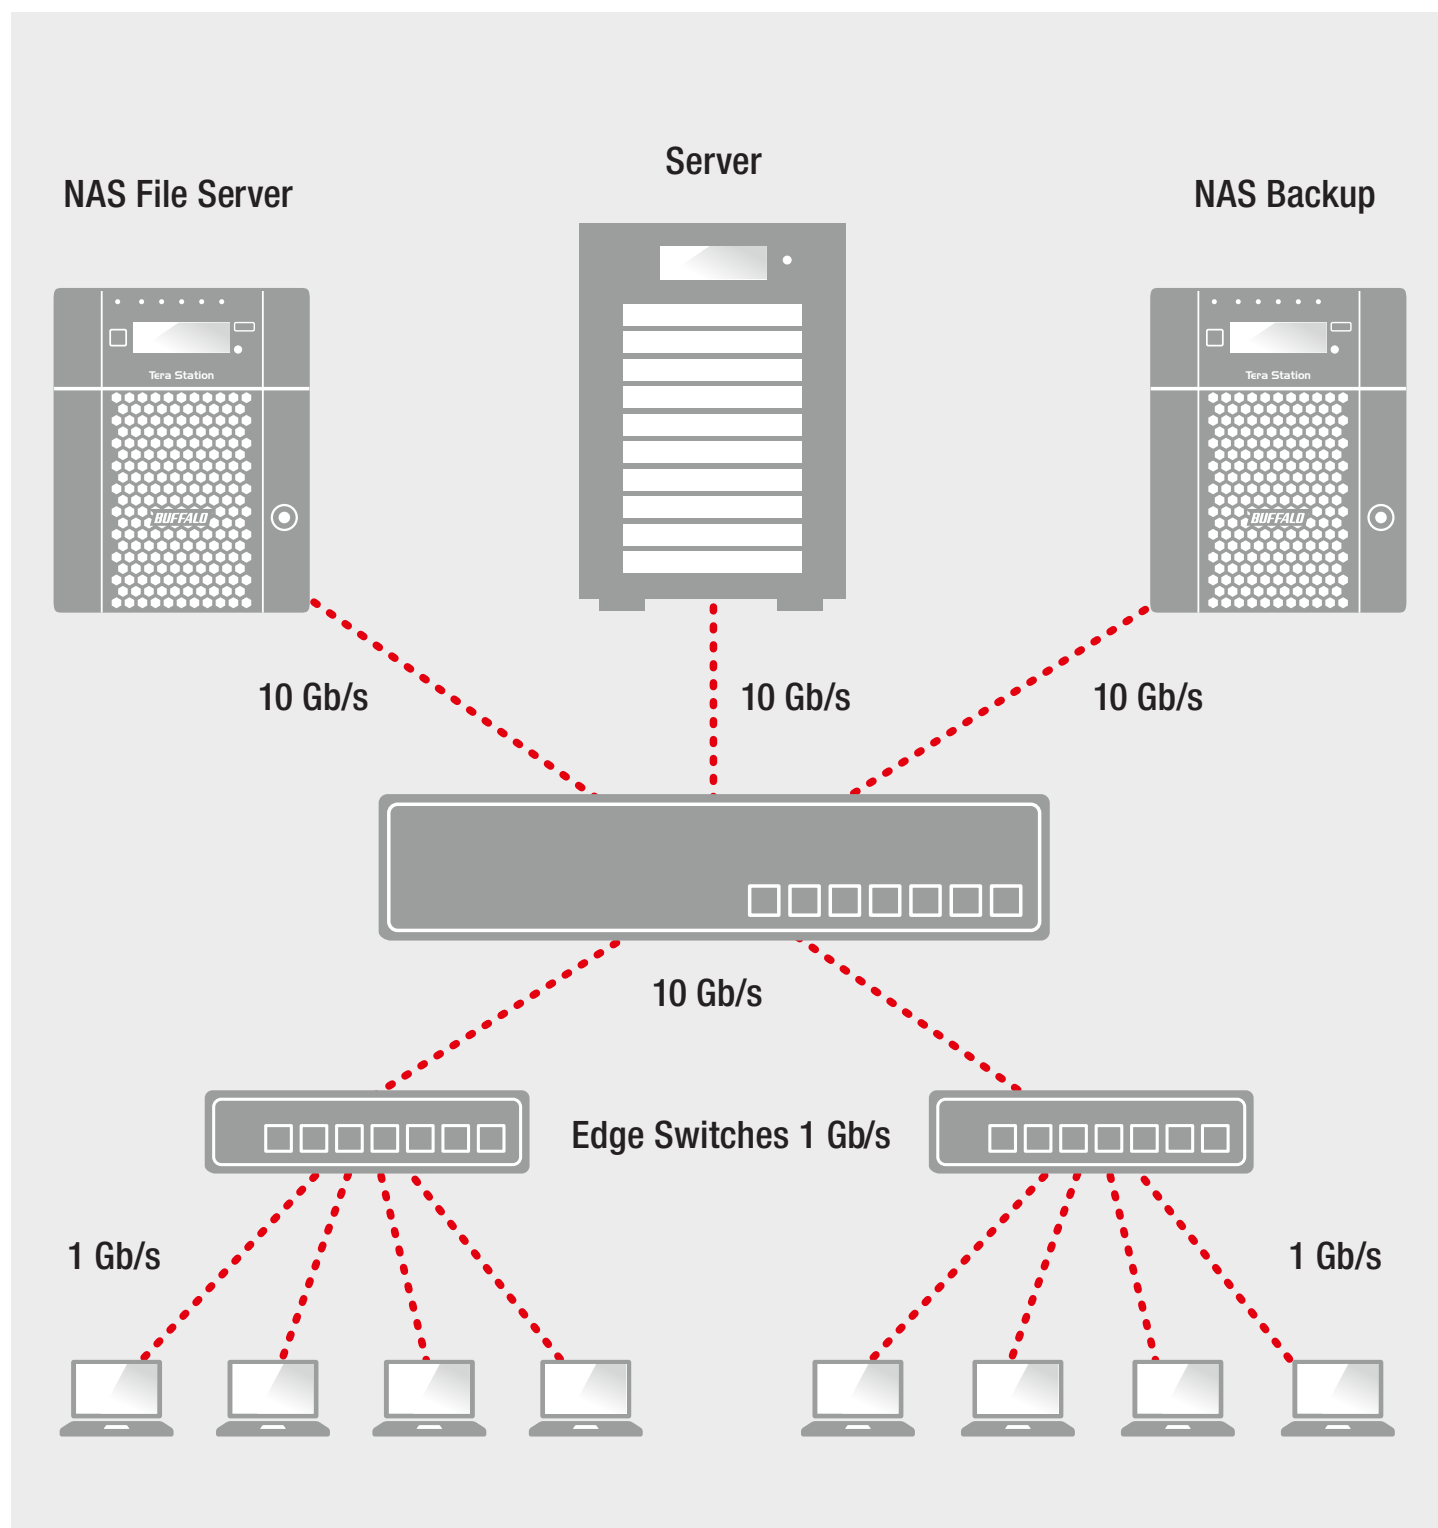 Server
NAS File Server
NAS Backup
Tera Station
Tera Station
BUFFALO
BUFFALO
10 Gb/s
10 Gb/s
10 Gb/s
10 Gb/s
Edge Switches 1 Gb/s
1 Gb/s
1 Gb/s